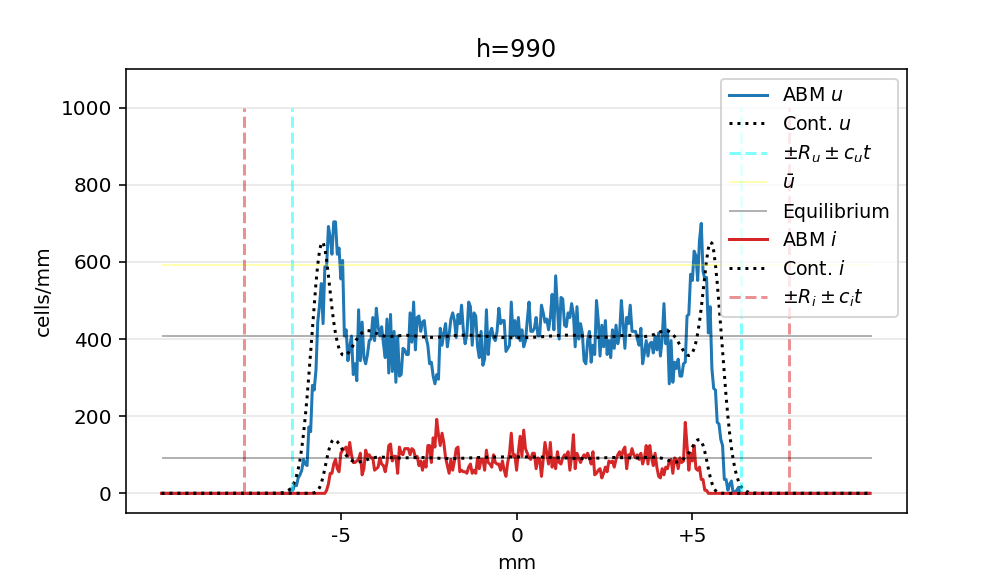 h=990
1000
800
600
400
200
0
cells/mm
-5
0
+5
mm
ABM u
Cont. u
±R_u ± c_u t
ū
Equilibrium
ABM i
Cont. i
±R_i ± c_i t